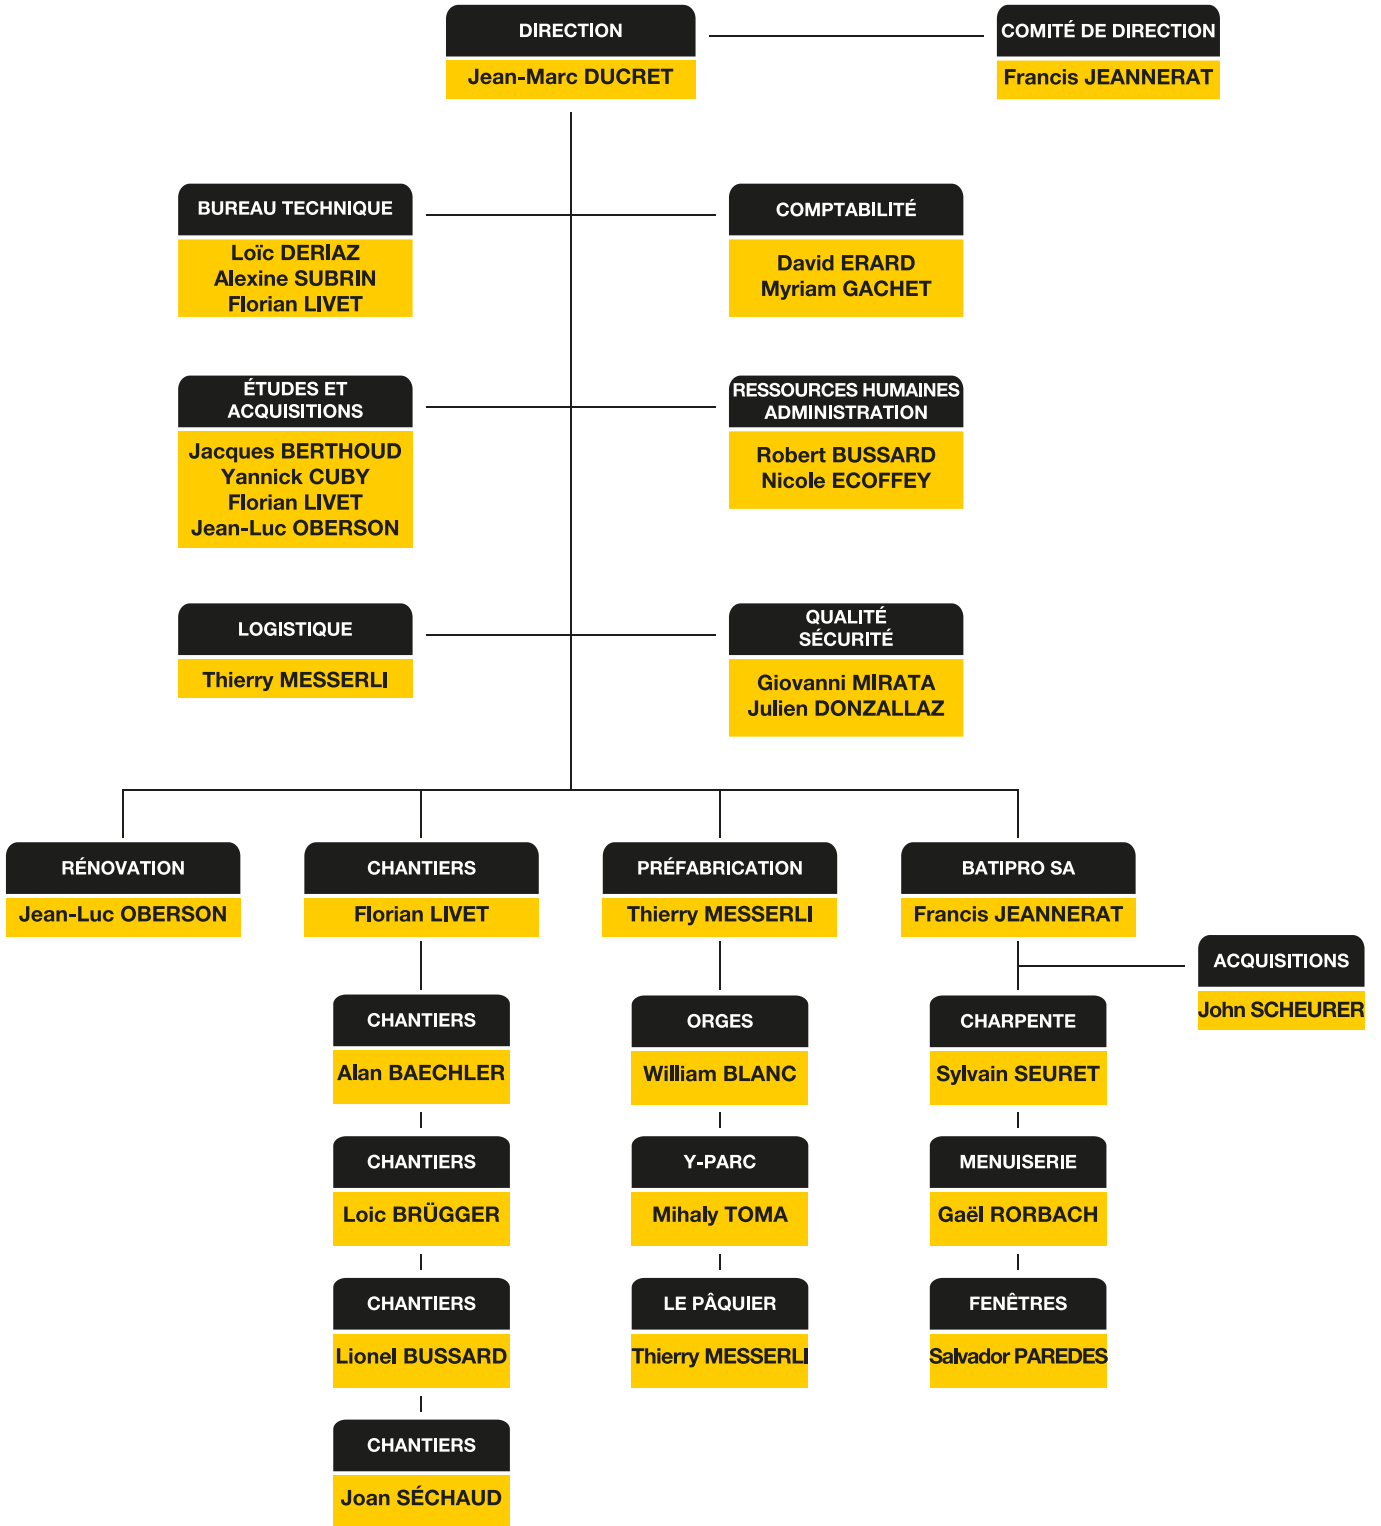 DIRECTION
Jean-Marc DUCRET
COMITÉ DE DIRECTION
Francis JEANNERAT
BUREAU TECHNIQUE
Loïc DERIAZ
Alexine SUBRIN
Florian LIVET
COMPTABILITÉ
David ERARD
Myriam GACHET
ÉTUDES ET
ACQUISITIONS
Jacques BERTHOUD
Yannick CUBY
Florian LIVET
Jean-Luc OBERSON
RESSOURCES HUMAINES
ADMINISTRATION
Robert BUSSARD
Nicole ECOFFEY
LOGISTIQUE
Thierry MESSERLI
QUALITÉ
SÉCURITÉ
Giovanni MIRATA
Julien DONZALLAZ
RÉNOVATION
Jean-Luc OBERSON
CHANTIERS
Florian LIVET
CHANTIERS
Alan BAECHLER
CHANTIERS
Loic BRÜGGER
CHANTIERS
Lionel BUSSARD
CHANTIERS
Joan SÉCHAUD
PRÉFABRICATION
Thierry MESSERLI
ORGES
William BLANC
Y-PARC
Mihaly TOMA
LE PÂQUIER
Thierry MESSERLI
BATIPRO SA
Francis JEANNERAT
ACQUISITIONS
John SCHEURER
CHARPENTE
Sylvain SEURET
MENUISERIE
Gaël RORBACH
FENÊTRES
Salvador PAREDES